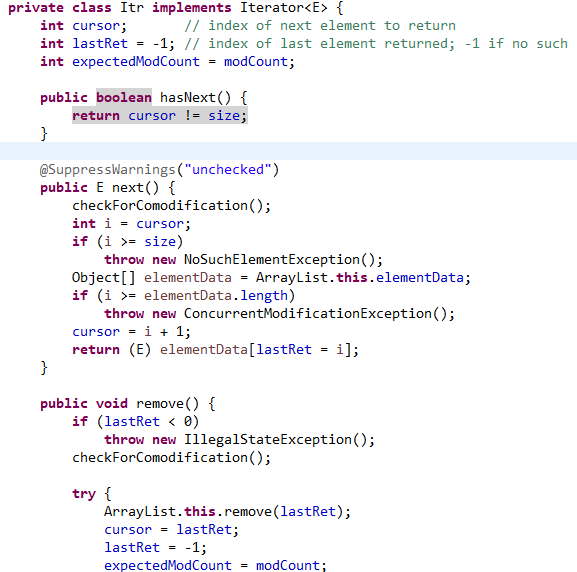 private class Itr implements Iterator<E> {
    int cursor;       // index of next element to return
    int lastRet = -1; // index of last element returned; -1 if no such
    int expectedModCount = modCount;

    public boolean hasNext() {
        return cursor != size;
    }

    @SuppressWarnings("unchecked")
    public E next() {
        checkForComodification();
        int i = cursor;
        if (i >= size)
            throw new NoSuchElementException();
        Object[] elementData = ArrayList.this.elementData;
        if (i >= elementData.length)
            throw new ConcurrentModificationException();
        cursor = i + 1;
        return (E) elementData[lastRet = i];
    }

    public void remove() {
        if (lastRet < 0)
            throw new IllegalStateException();
        checkForComodification();

        try {
            ArrayList.this.remove(lastRet);
            cursor = lastRet;
            lastRet = -1;
            expectedModCount = modCount;